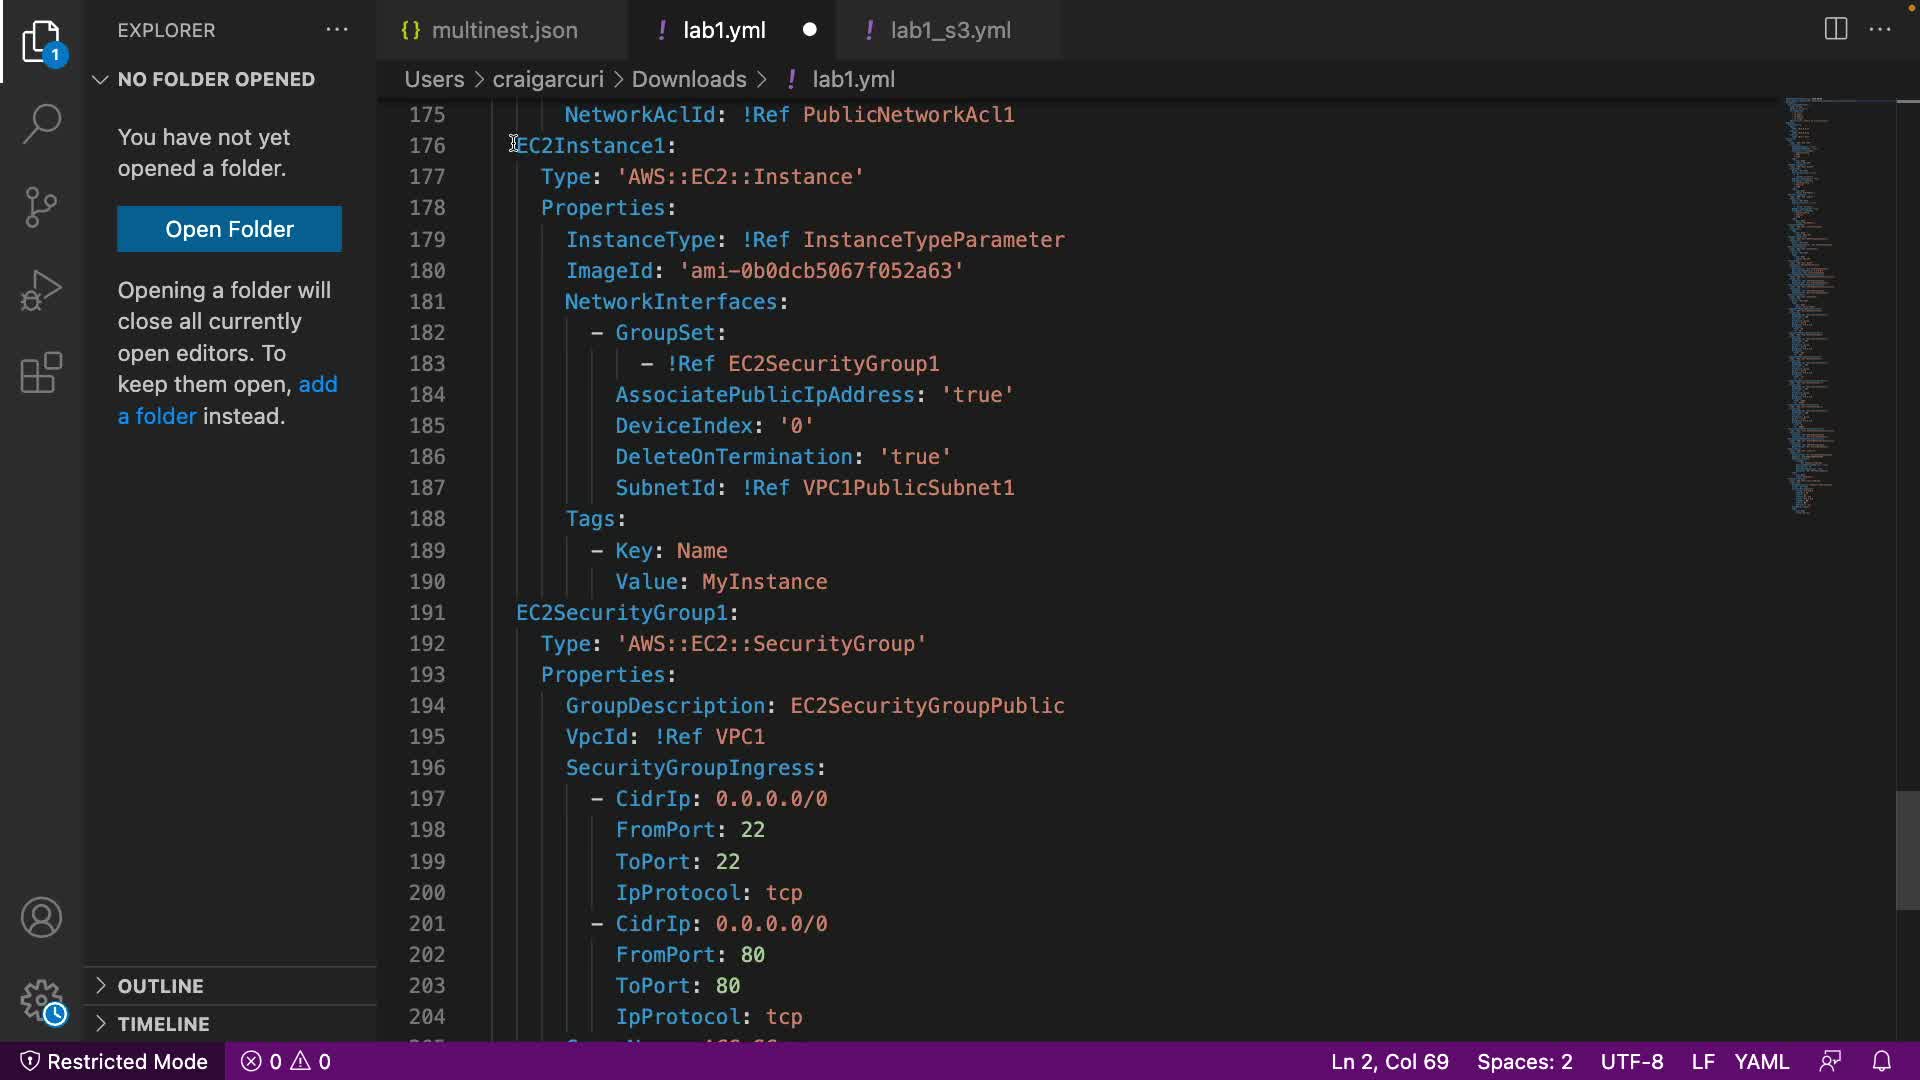 EXPLORER
multinest.json
lab1.yml
lab1_s3.yml
1
NO FOLDER OPENED
Users > craigarcuri > Downloads > ! lab1.yml
You have not yet
opened a folder.
Open Folder
Opening a folder will
close all currently
open editors. To
keep them open, add
a folder instead.
175 NetworkAclId: !Ref PublicNetworkAcl1
176 EC2Instance1:
177 Type: 'AWS::EC2::Instance'
178 Properties:
179 InstanceType: !Ref InstanceTypeParameter
180 ImageId: 'ami-0b0dcb5067f052a63'
181 NetworkInterfaces:
182 - GroupSet:
183 - !Ref EC2SecurityGroup1
184 AssociatePublicIpAddress: 'true'
185 DeviceIndex: '0'
186 DeleteOnTermination: 'true'
187 SubnetId: !Ref VPC1PublicSubnet1
188 Tags:
189 - Key: Name
190 Value: MyInstance
191 EC2SecurityGroup1:
192 Type: 'AWS::EC2::SecurityGroup'
193 Properties:
194 GroupDescription: EC2SecurityGroupPublic
195 VpcId: !Ref VPC1
196 SecurityGroupIngress:
197 - CidrIp: 0.0.0.0/0
198 FromPort: 22
199 ToPort: 22
200 IpProtocol: tcp
201 - CidrIp: 0.0.0.0/0
202 FromPort: 80
203 ToPort: 80
204 IpProtocol: tcp
OUTLINE
TIMELINE
Restricted Mode
0
0
Ln 2, Col 69
Spaces: 2
UTF-8
LF
YAML